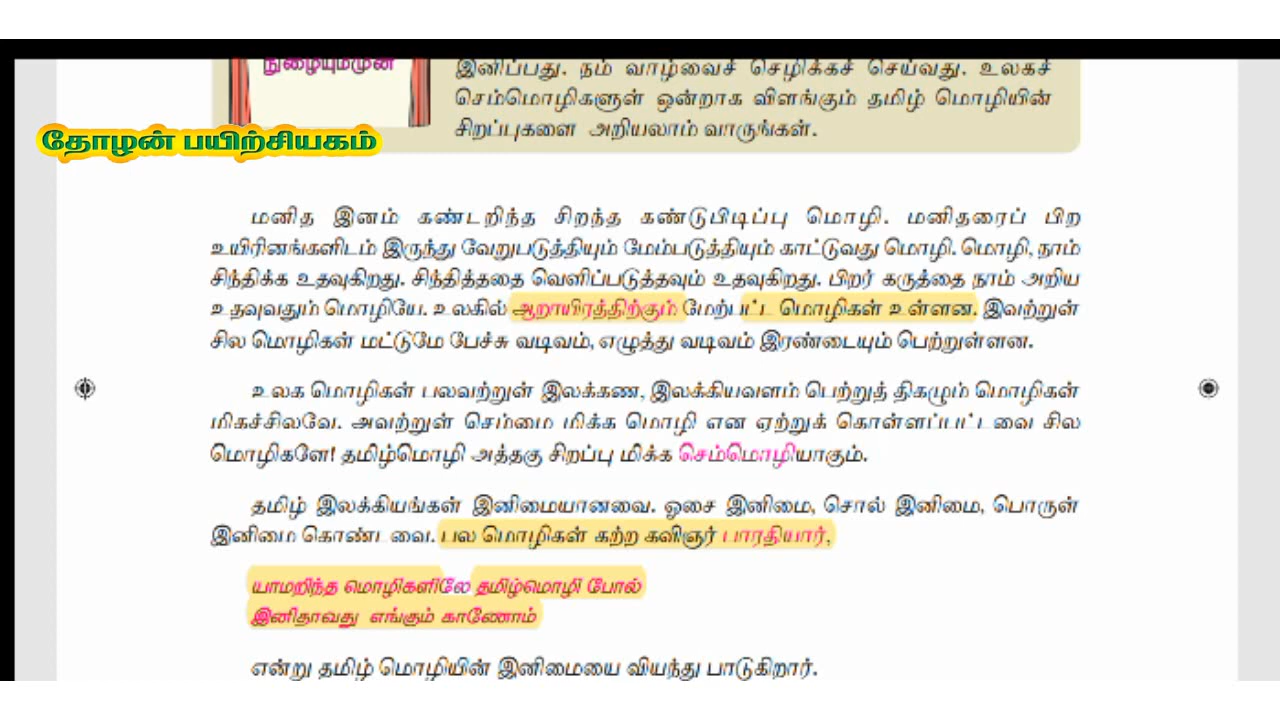 நுழையுமுன்
இனிப்பது. நம் வாழ்வைச் செழிக்கச் செய்வது. உலகச்
செம்மொழிகளுள் ஒன்றாக விளங்கும் தமிழ் மொழியின்
சிறப்புகளை அறியலாம் வாருங்கள்.
தோழன் பயிற்சியகம்
மனித இனம் கண்டறிந்த சிறந்த கண்டுபிடிப்பு மொழி. மனிதரைப் பிற
உயிரினங்களிடம் இருந்து வேறுபடுத்தியும் மேம்படுத்தியும் காட்டுவது மொழி. மொழி, நாம்
சிந்திக்க உதவுகிறது. சிந்தித்ததை வெளிப்படுத்தவும் உதவுகிறது. பிறர் கருத்தை நாம் அறிய
உதவுவதும் மொழியே. உலகில் ஆறாயிரத்திற்கும் மேற்பட்ட மொழிகள் உள்ளன. இவற்றுள்
சில மொழிகள் மட்டுமே பேச்சு வடிவம், எழுத்து வடிவம் இரண்டையும் பெற்றுள்ளன.
உலக மொழிகள் பலவற்றுள் இலக்கண, இலக்கியவளம் பெற்றுத் திகழும் மொழிகள்
மிகச்சிலவே. அவற்றுள் செம்மை மிக்க மொழி என ஏற்றுக் கொள்ளப்பட்டவை சில
மொழிகளே! தமிழ்மொழி அத்தகு சிறப்பு மிக்க செம்மொழியாகும்.
தமிழ் இலக்கியங்கள் இனிமையானவை. ஓசை இனிமை, சொல் இனிமை, பொருள்
இனிமை கொண்டவை. பல மொழிகள் கற்ற கவிஞர் பாரதியார்,
யாமறிந்த மொழிகளிலே தமிழ்மொழி போல்
இனிதாவது எங்கும் காணோம்
என்று தமிழ் மொழியின் இனிமையை வியந்து பாடுகிறார்.